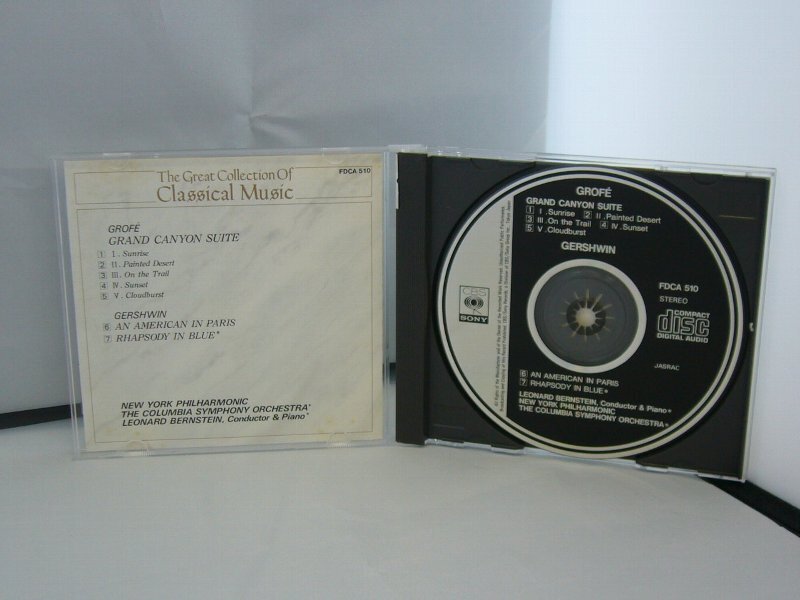 The Great Collection Of
Classical Music
FDCA 510
GROFÉ
GRAND CANYON SUITE
1 I. Sunrise
2 II. Painted Desert
3 III. On the Trail
4 IV. Sunset
5 V. Cloudburst
GERSHWIN
6 AN AMERICAN IN PARIS
7 RHAPSODY IN BLUE*
NEW YORK PHILHARMONIC
THE COLUMBIA SYMPHONY ORCHESTRA*
LEONARD BERNSTEIN, Conductor & Piano*
GROFÉ
GRAND CANYON SUITE
1 I. Sunrise 2 II. Painted Desert
3 III. On the Trail 4 IV. Sunset
5 V. Cloudburst
GERSHWIN
CBS
SONY
FDCA 510
STEREO
COMPACT
disc
DIGITAL AUDIO
JASRAC
6 AN AMERICAN IN PARIS
7 RHAPSODY IN BLUE*
LEONARD BERNSTEIN, Conductor & Piano*
NEW YORK PHILHARMONIC
THE COLUMBIA SYMPHONY ORCHESTRA*